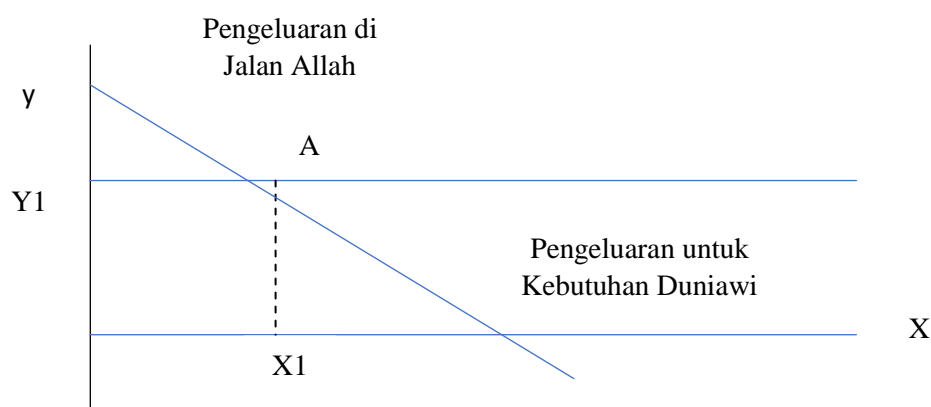 Pengeluaran di
Jalan Allah
y
A
Y1
Pengeluaran untuk
Kebutuhan Duniawi
X
X1